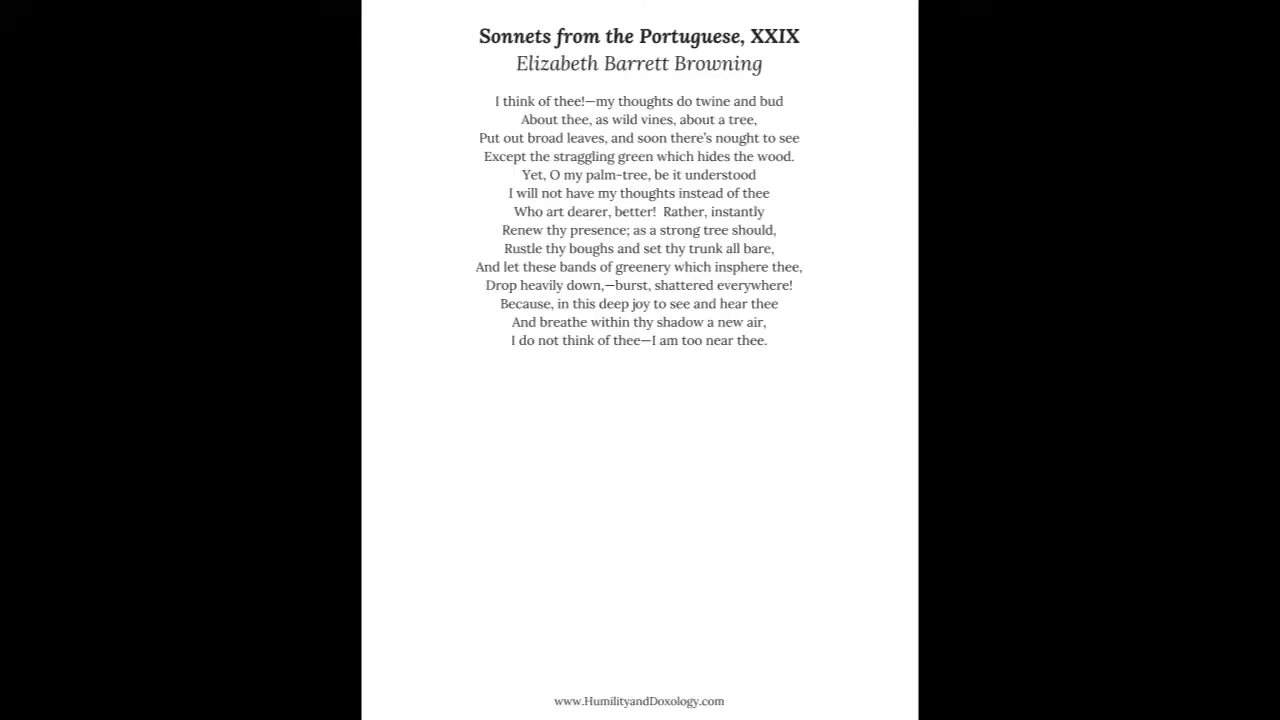 Sonnets from the Portuguese, XXIX
Elizabeth Barrett Browning
I think of thee!—my thoughts do twine and bud
About thee, as wild vines, about a tree,
Put out broad leaves, and soon there's nought to see
Except the straggling green which hides the wood.
Yet, O my palm-tree, be it understood
I will not have my thoughts instead of thee
Who art dearer, better!  Rather, instantly
Renew thy presence; as a strong tree should,
Rustle thy boughs and set thy trunk all bare,
And let these bands of greenery which insphere thee,
Drop heavily down,—burst, shattered everywhere!
Because, in this deep joy to see and hear thee
And breathe within thy shadow a new air,
I do not think of thee—I am too near thee.
www.HumilityandDoxology.com